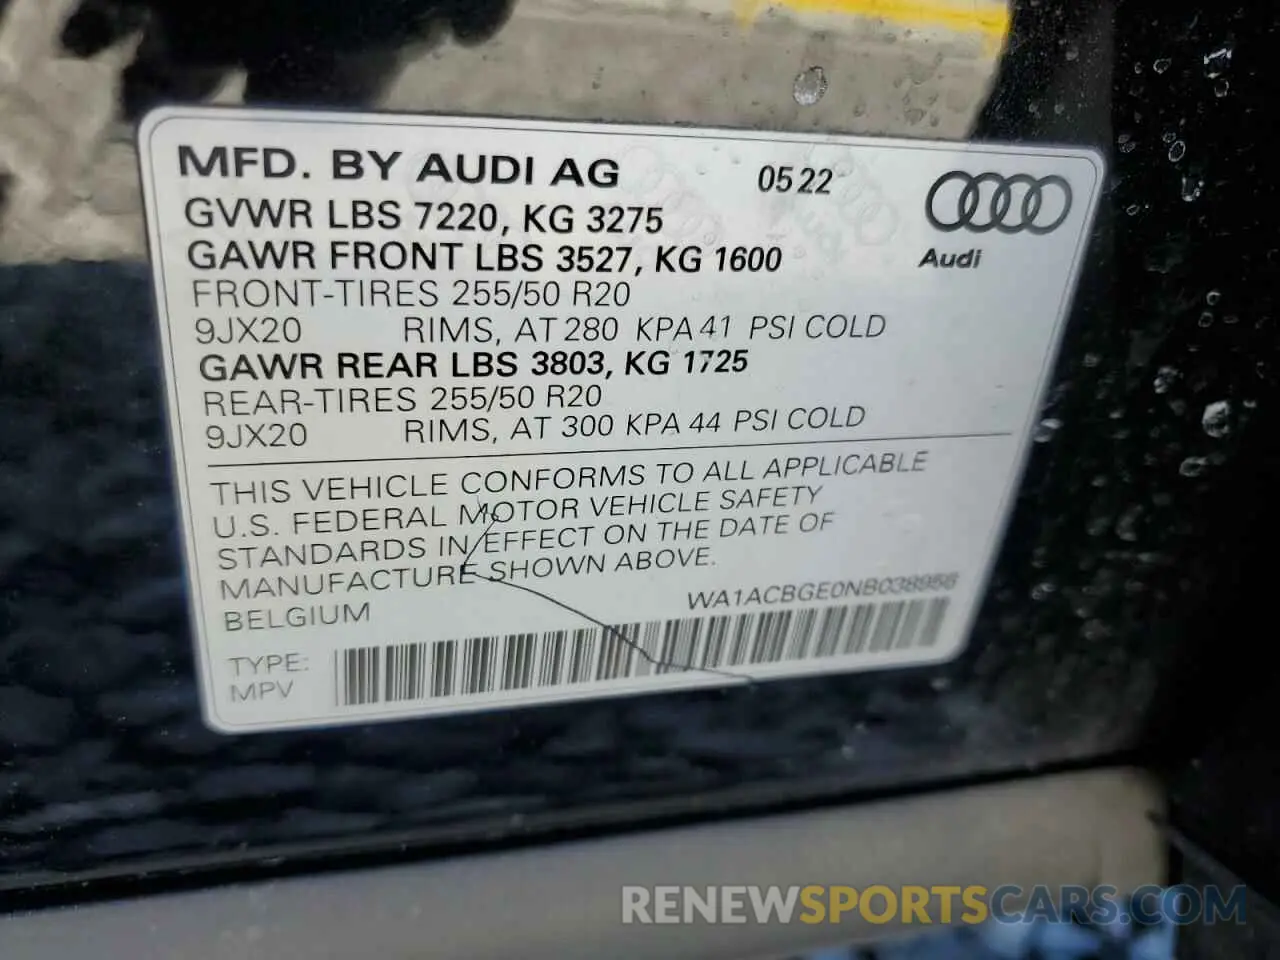 MFD. BY AUDI AG 0522
GVWR LBS 7220, KG 3275
GAWR FRONT LBS 3527, KG 1600
Audi
FRONT-TIRES 255/50 R20
9JX20 RIMS, AT 280 KPA 41 PSI COLD
GAWR REAR LBS 3803, KG 1725
REAR-TIRES 255/50 R20
9JX20 RIMS, AT 300 KPA 44 PSI COLD
THIS VEHICLE CONFORMS TO ALL APPLICABLE
U.S. FEDERAL MOTOR VEHICLE SAFETY
STANDARDS IN EFFECT ON THE DATE OF
MANUFACTURE SHOWN ABOVE.
BELGIUM WA1ACBGE0NB038956
TYPE:
MPV
RENEWSPORTSCARS.COM